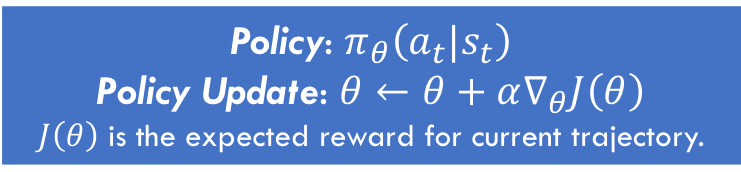 Policy: π_θ(a_t|s_t)
Policy Update: θ ← θ + α∇_θJ(θ)
J(θ) is the expected reward for current trajectory.